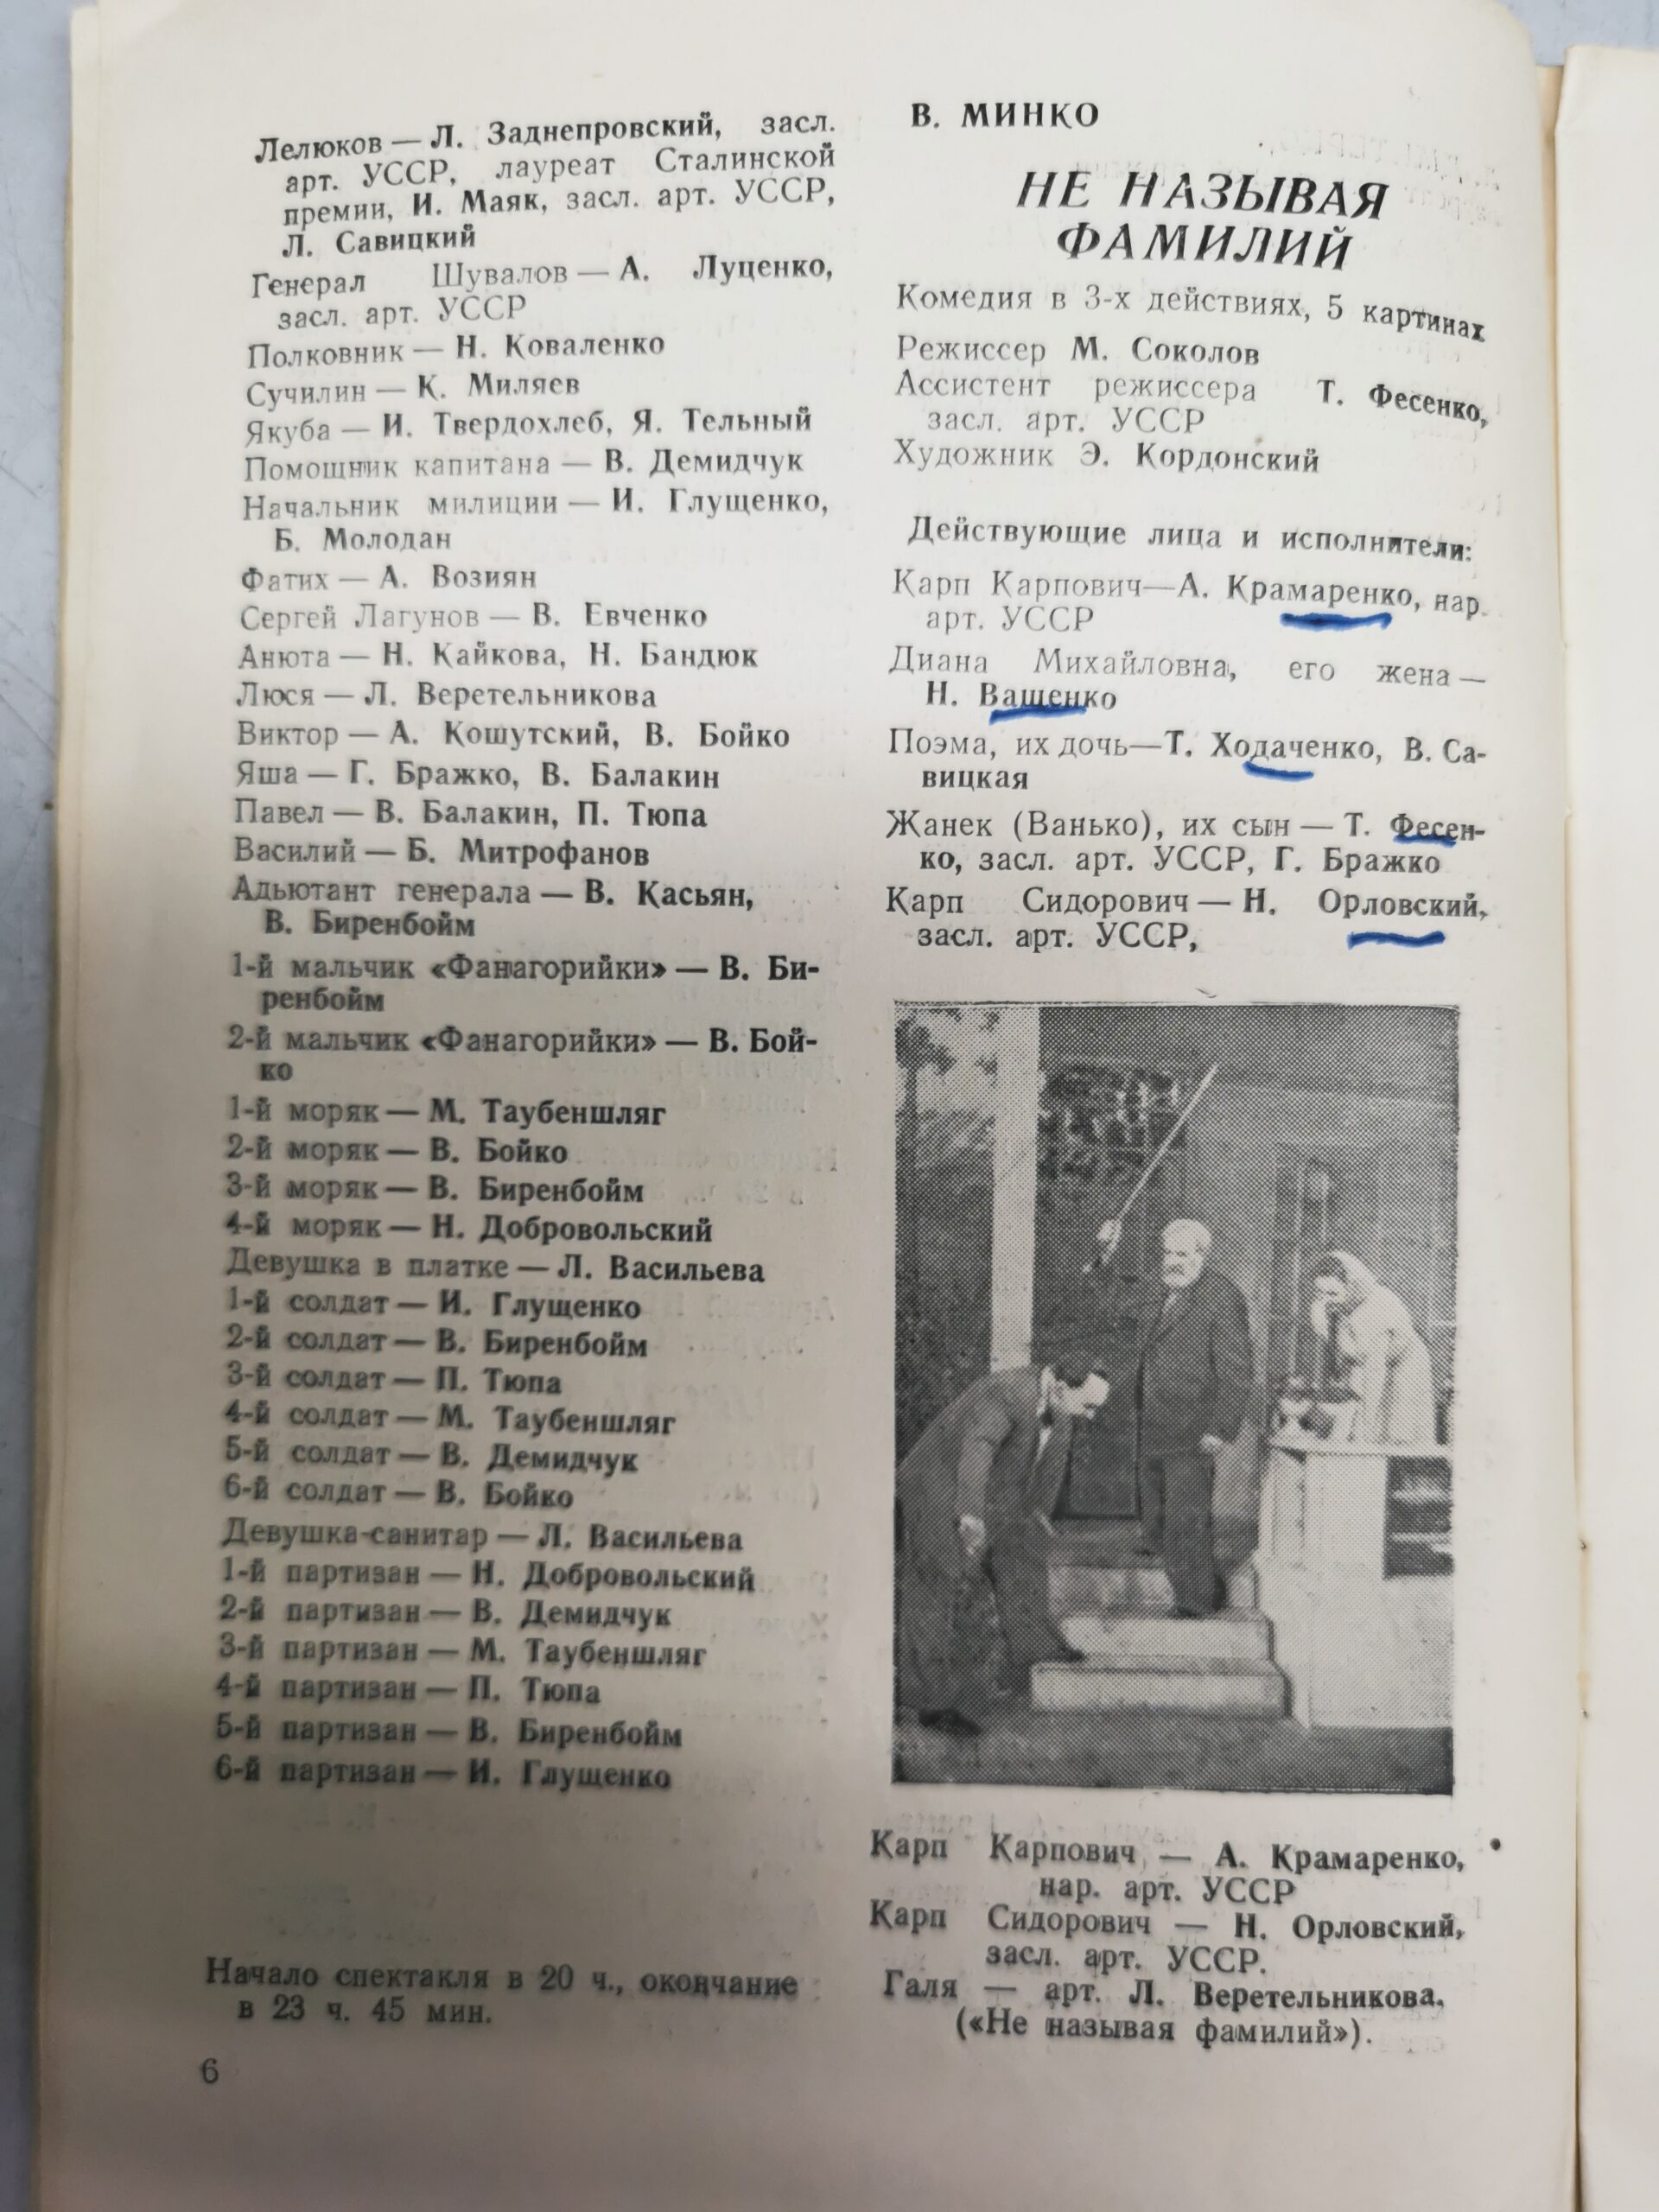 Лелюков — Л. Заднепровский, засл.
арт. УССР, лауреат Сталинской
премии, И. Маяк, засл. арт. УССР,
Л. Савицкий
Генерал Шувалов — А. Луценко,
засл. арт. УССР
Полковник — Н. Коваленко
Сучилин — К. Миляев
Якуба — И. Твердохлеб, Я. Тельный
Помощник капитана — В. Демидчук
Начальник милиции — И. Глущенко,
Б. Молодан
Фатих — А. Возиян
Сергей Лагунов — В. Евченко
Анюта — Н. Кайкова, Н. Бандюк
Люся — Л. Веретельникова
Виктор — А. Кошутский, В. Бойко
Яша — Г. Бражко, В. Балакин
Павел — В. Балакин, П. Тюпа
Василий — Б. Митрофанов
Адьютант генерала — В. Касьян,
В. Биренбойм
1-й мальчик «Фанагорийки» — В. Би-
ренбойм
2-й мальчик «Фанагорийки» — В. Бой-
ко
1-й моряк — М. Таубеншляг
2-й моряк — В. Бойко
3-й моряк — В. Биренбойм
4-й моряк — Н. Добровольский
Девушка в платке — Л. Васильева
1-й солдат — И. Глущенко
2-й солдат — В. Биренбойм
3-й солдат — П. Тюпа
4-й солдат — М. Таубеншляг
5-й солдат — В. Демидчук
6-й солдат — В. Бойко
Девушка-санитар — Л. Васильева
1-й партизан — Н. Добровольский
2-й партизан — В. Демидчук
3-й партизан — М. Таубеншляг
4-й партизан — П. Тюпа
5-й партизан — В. Биренбойм
6-й партизан — И. Глущенко
Начало спектакля в 20 ч., окончание
в 23 ч. 45 мин.
6
В. МИНКО
НЕ НАЗЫВАЯ
ФАМИЛИЙ
Комедия в 3-х действиях, 5 картинах
Режиссер М. Соколов
Ассистент режиссера Т. Фесенко,
засл. арт. УССР
Художник Э. Кордонский
Действующие лица и исполнители:
Карп Карпович—А. Крамаренко, нар.
арт. УССР
Диана Михайловна, его жена —
Н. Ващенко
Поэма, их дочь—Т. Ходаченко, В. Са-
вицкая
Жанек (Ванько), их сын — Т. Фесен-
ко, засл. арт. УССР, Г. Бражко
Карп Сидорович — Н. Орловский,
засл. арт. УССР,
Карп Карпович — А. Крамаренко,
нар. арт. УССР
Карп Сидорович — Н. Орловский,
засл. арт. УССР.
Галя — арт. Л. Веретельникова.
(«Не называя фамилий»).